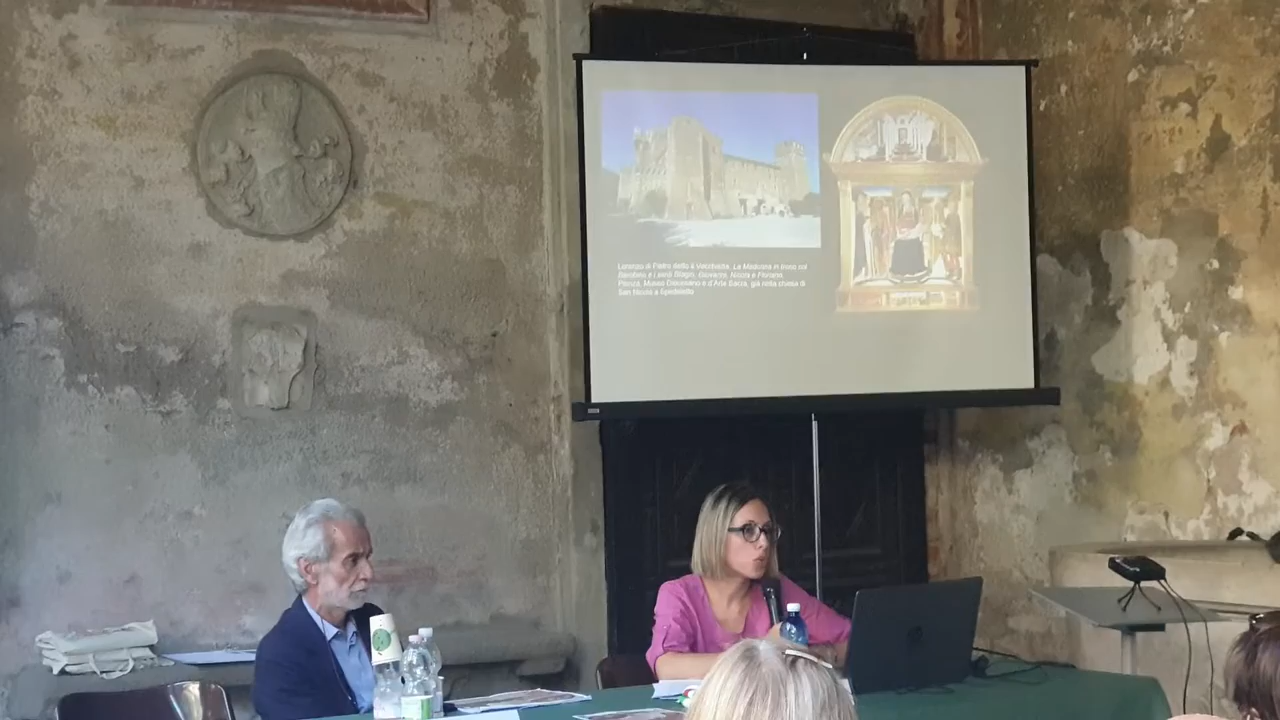 Lorenzo di Pietro detto il Vecchietta, La Madonna in trono col
Bambino e i santi Biagio, Giovanni, Nicola e Floriano.
Pienza, Museo Diocesano e d'Arte Sacra, già nella chiesa di
San Nicola a Spedaletto